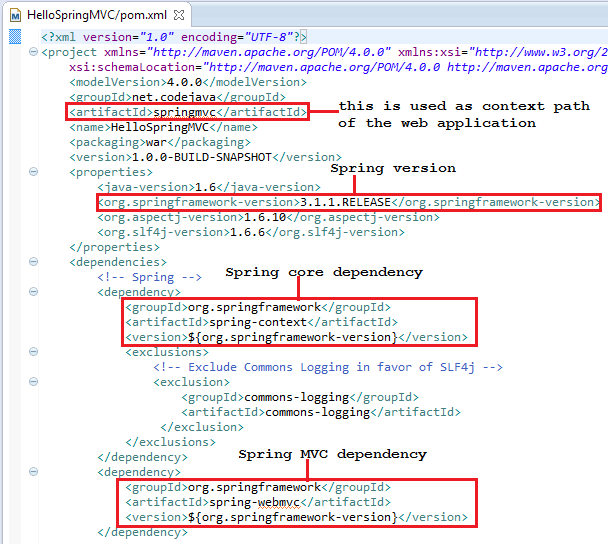 HelloSpringMVC/pom.xml
<?xml version="1.0" encoding="UTF-8"?>
<project xmlns="http://maven.apache.org/POM/4.0.0" xmlns:xsi="http://www.w3.org/2
xsi:schemaLocation="http://maven.apache.org/POM/4.0.0 http://maven.apache.
<modelVersion>4.0.0</modelVersion>
<groupId>net.codejava</groupId>
<artifactId>springmvc</artifactId>
this is used as context path
of the web application
<name>HelloSpringMVC</name>
<packaging>war</packaging>
<version>1.0.0-BUILD-SNAPSHOT</version>
Spring version
<properties>
<java-version>1.6</java-version>
<org.springframework-version>3.1.1.RELEASE</org.springframework-version>
<org.aspectj-version>1.6.10</org.aspectj-version>
<org.slf4j-version>1.6.6</org.slf4j-version>
</properties>
<dependencies>
Spring core dependency
<!-- Spring -->
<dependency>
<groupId>org.springframework</groupId>
<artifactId>spring-context</artifactId>
<version>${org.springframework-version}</version>
<exclusions>
<!-- Exclude Commons Logging in favor of SLF4j -->
<exclusion>
<groupId>commons-logging</groupId>
<artifactId>commons-logging</artifactId>
</exclusion>
</exclusions>
</dependency>
Spring MVC dependency
<dependency>
<groupId>org.springframework</groupId>
<artifactId>spring-webmvc</artifactId>
<version>${org.springframework-version}</version>
</dependency>